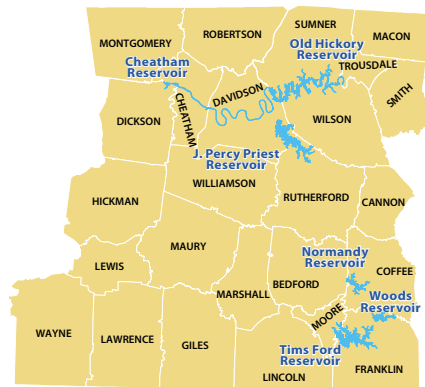 SUMNER
ROBERTSON
MACON
MONTGOMERY
Old Hickory
Reservoir
Cheatham
Reservoir
TROUSDALE
DAVIDSON
SMITH
CHEATHAM
DICKSON
WILSON
J. Percy Priest
Reservoir
WILLIAMSON
RUTHERFORD
HICKMAN
CANNON
MAURY
Normandy
Reservoir
LEWIS
COFFEE
BEDFORD
MARSHALL
Woods
Reservoir
MOORE
WAYNE
LAWRENCE
GILES
Tims Ford
Reservoir
FRANKLIN
LINCOLN